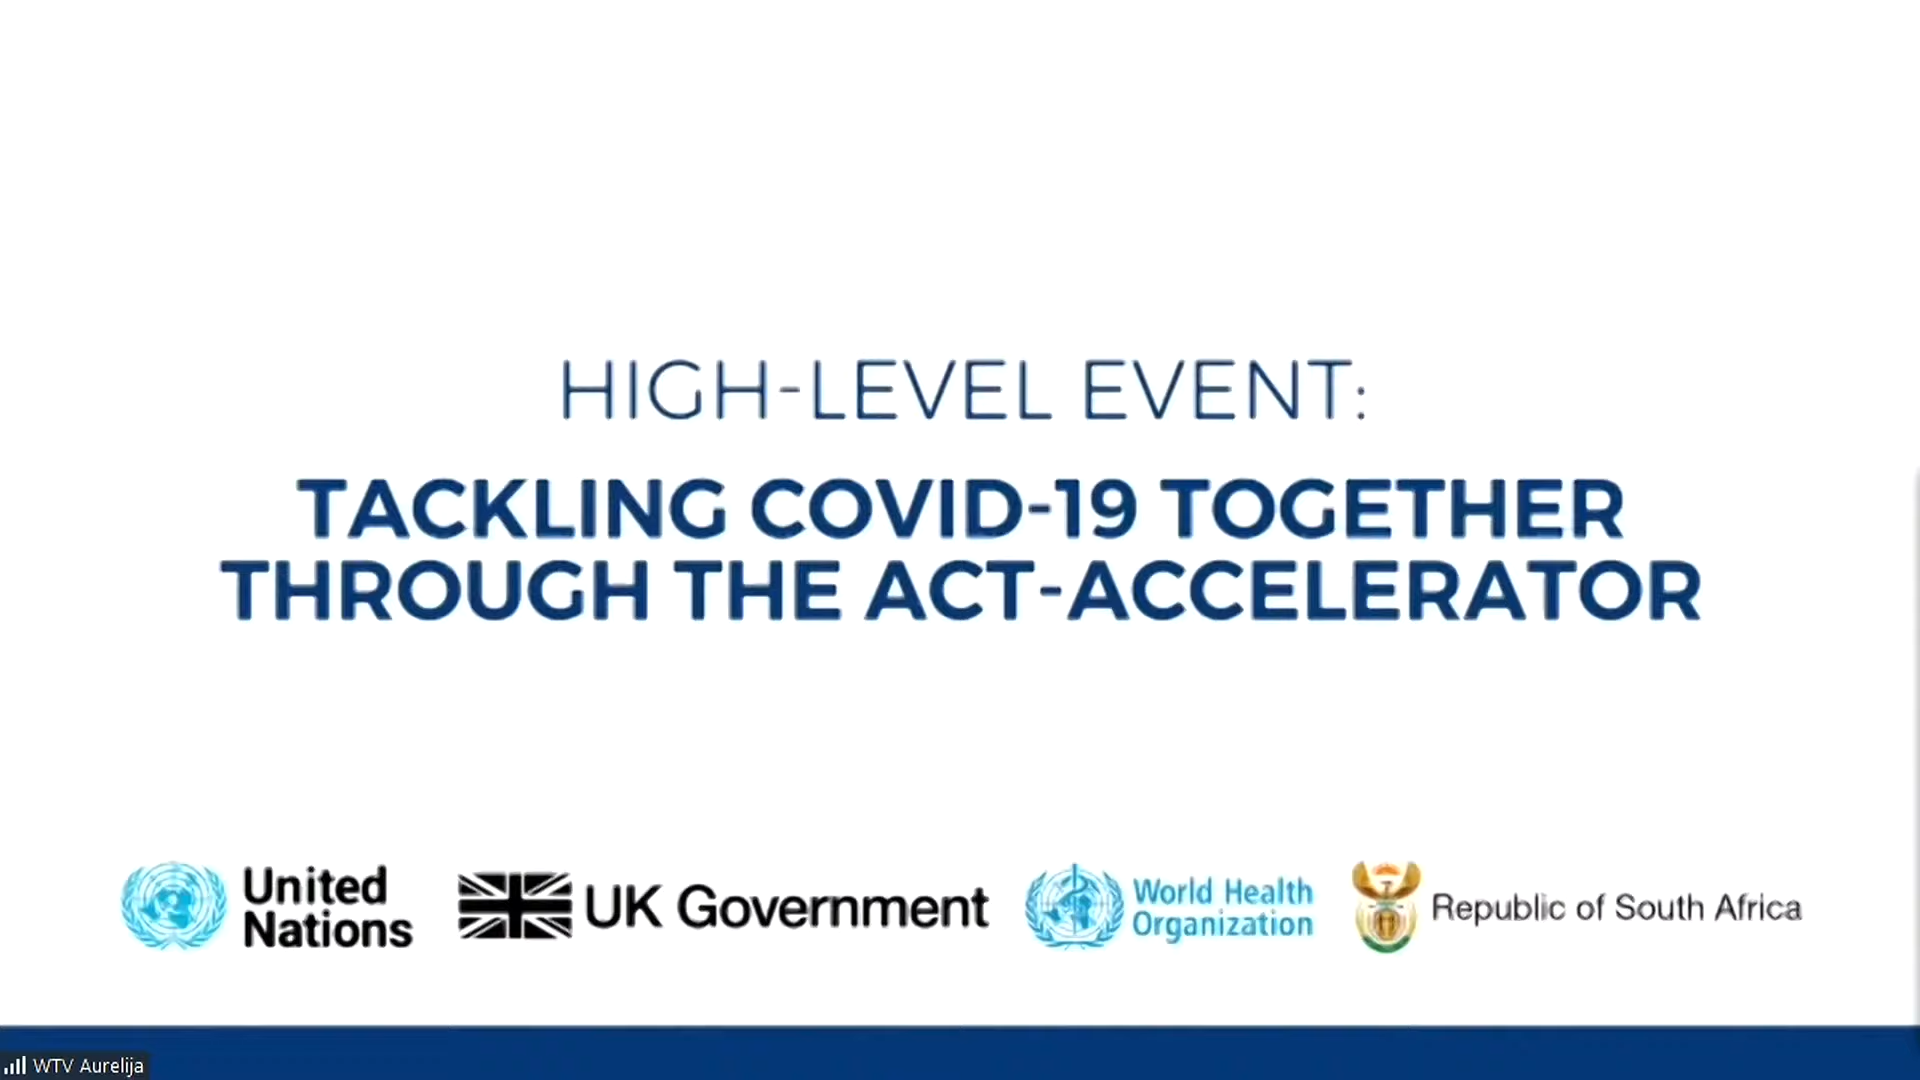 HIGH-LEVEL EVENT:
TACKLING COVID-19 TOGETHER
THROUGH THE ACT-ACCELERATOR
United
Nations
UK Government
World Health
Organization
Republic of South Africa
WTV Aurelija